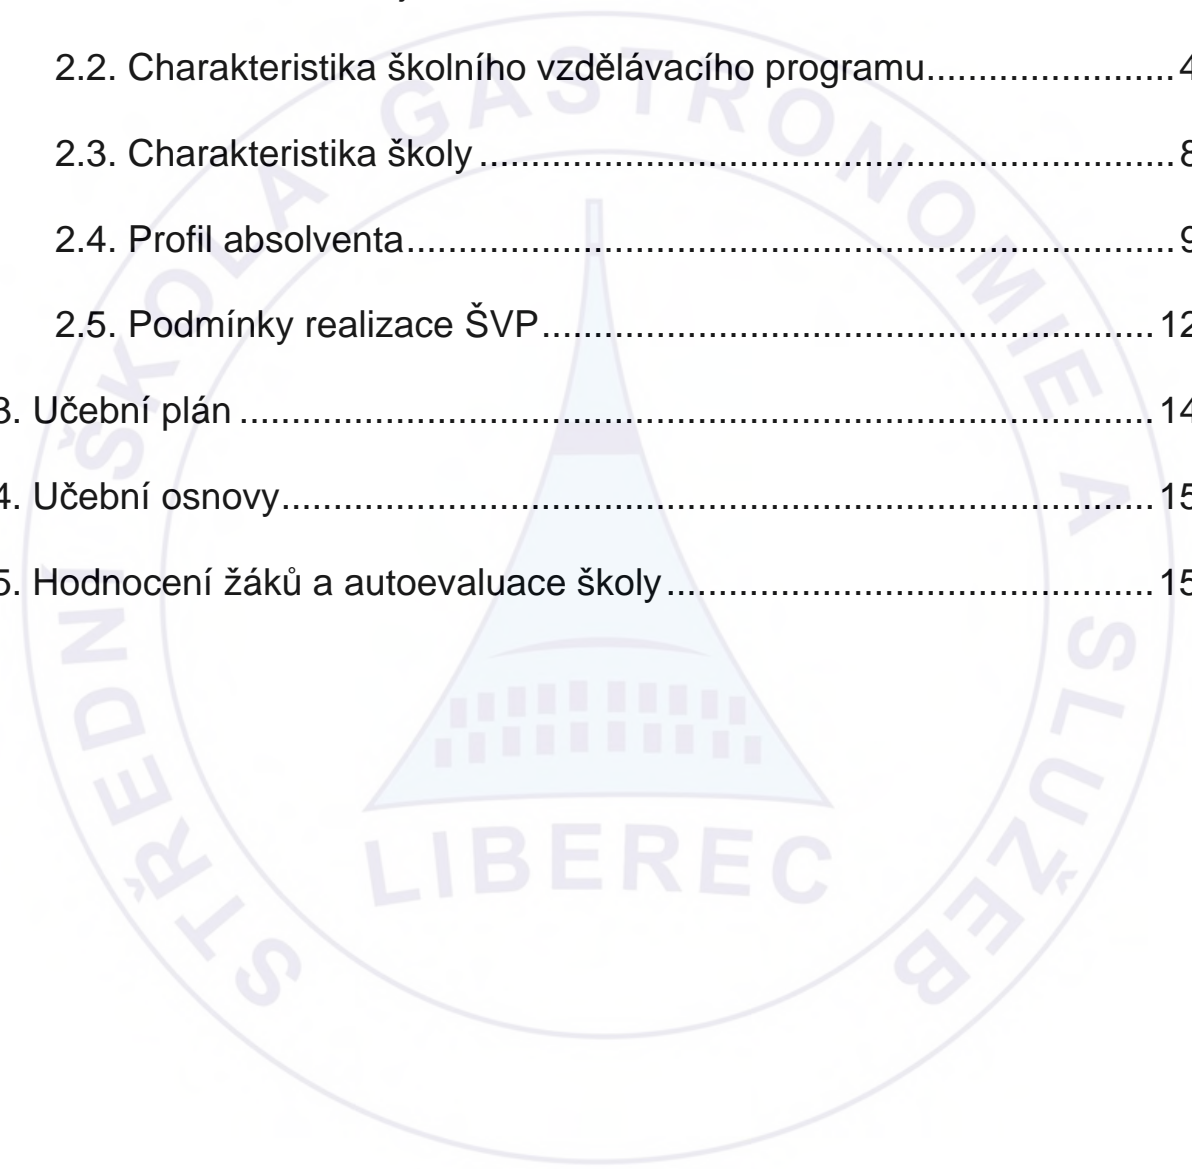 2.2. Charakteristika školního vzdělávacího programu....................... 4
2.3. Charakteristika školy .................................................................. 8
2.4. Profil absolventa......................................................................... 9
2.5. Podmínky realizace ŠVP.......................................................... 12
3. Učební plán ....................................................................................... 14
4. Učební osnovy................................................................................... 15
5. Hodnocení žáků a autoevaluace školy.............................................. 15
STŘEDNÍ ŠKOLA GASTRONOMIE A SLUŽEB
LIBEREC